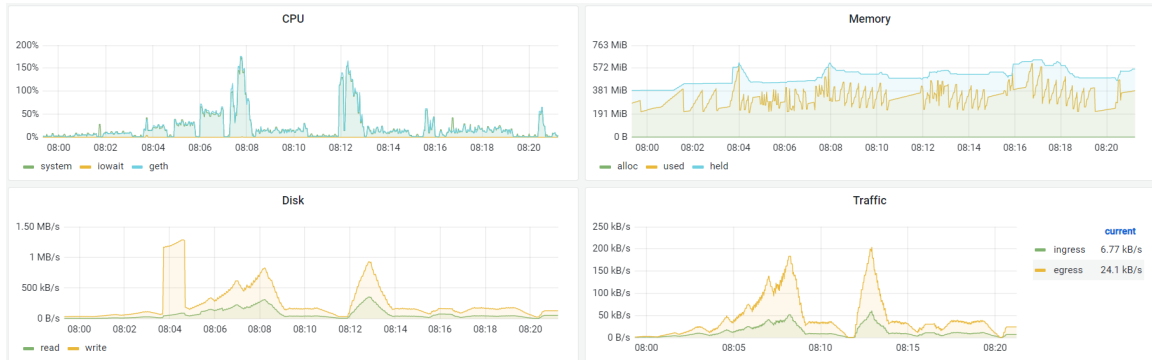 CPU
200%
150%
100%
50%
0%
08:00 08:02 08:04 08:06 08:08 08:10 08:12 08:14 08:16 08:18 08:20
system iowait geth
Memory
763 MiB
572 MiB
381 MiB
191 MiB
0 B
08:00 08:02 08:04 08:06 08:08 08:10 08:12 08:14 08:16 08:18 08:20
alloc used held
Disk
1.50 MB/s
1 MB/s
500 kB/s
0 B/s
08:00 08:02 08:04 08:06 08:08 08:10 08:12 08:14 08:16 08:18 08:20
read write
Traffic
250 kB/s
200 kB/s
150 kB/s
100 kB/s
50 kB/s
0 B/s
08:00 08:05 08:10 08:15 08:20
current
ingress 6.77 kB/s
egress 24.1 kB/s